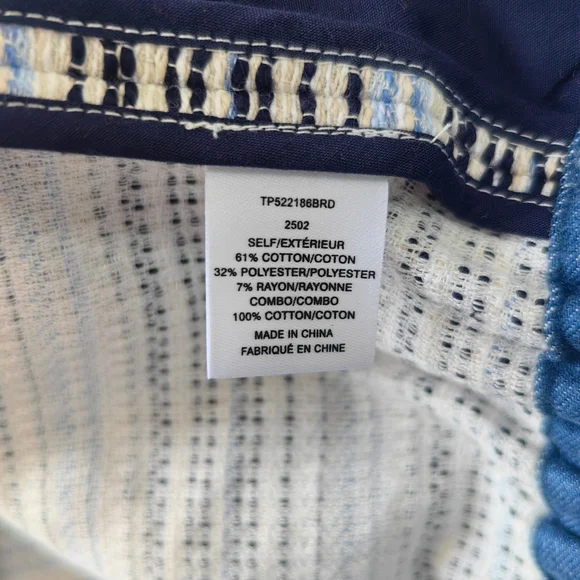 TP522186BRD
2502
SELF/EXTÉRIEUR
61% COTTON/COTON
32% POLYESTER/POLYESTER
7% RAYON/RAYONNE
COMBO/COMBO
100% COTTON/COTON
MADE IN CHINA
FABRIQUÉ EN CHINE